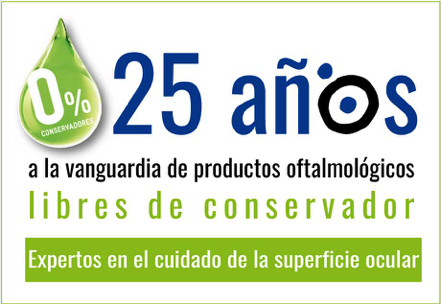 0%
CONSERVADORES
25 años
a la vanguardia de productos oftalmológicos
libres de conservador
Expertos en el cuidado de la superficie ocular